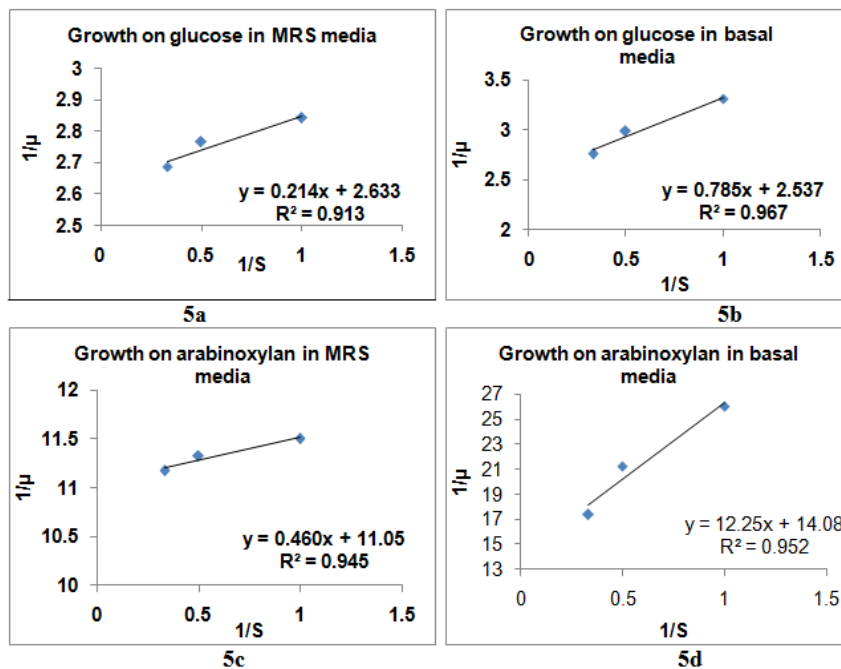 Growth on glucose in MRS media
3
2.9
2.8
2.7
2.6
2.5
1/μ
y = 0.214x + 2.633
R² = 0.913
0
0.5
1
1.5
1/S
5a
Growth on glucose in basal
media
3.5
3
2.5
2
1/μ
y = 0.785x + 2.537
R² = 0.967
0
0.5
1
1.5
1/S
5b
Growth on arabinoxylan in MRS
media
12
11.5
11
10.5
10
1/μ
y = 0.460x + 11.05
R² = 0.945
0
0.5
1
1.5
1/S
5c
Growth on arabinoxylan in basal
media
27
25
23
21
19
17
15
13
1/μ
y = 12.25x + 14.08
R² = 0.952
0
0.5
1
1.5
1/S
5d